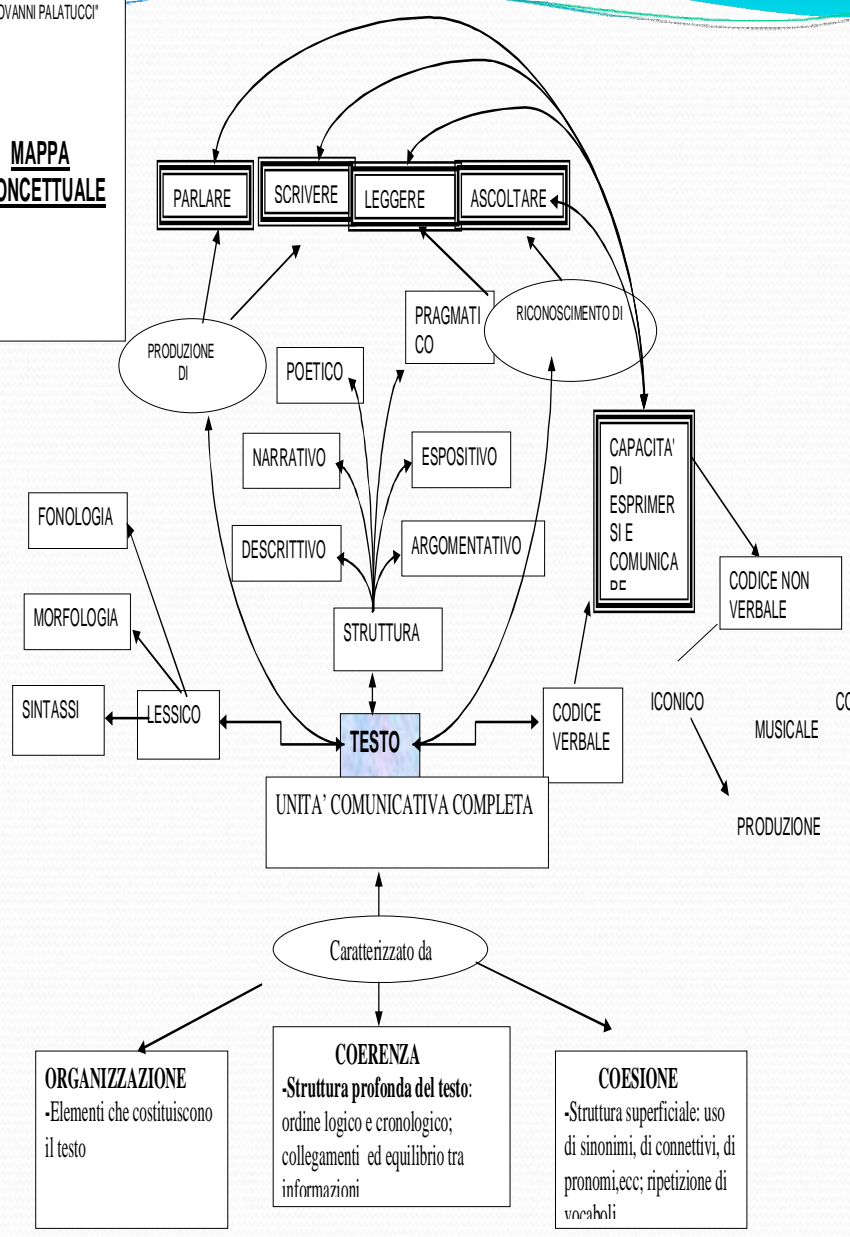 OVANNI PALATUCCI"
MAPPA
ONCETTUALE
PARLARE
SCRIVERE
LEGGERE
ASCOLTARE
PRODUZIONE
DI
PRAGMATI
CO
RICONOSCIMENTO DI
POETICO
NARRATIVO
ESPOSITIVO
DESCRITTIVO
ARGOMENTATIVO
CAPACITA'
DI
ESPRIMER
SI E
COMUNICA
RE
FONOLOGIA
MORFOLOGIA
SINTASSI
LESSICO
STRUTTURA
TESTO
CODICE
VERBALE
CODICE NON
VERBALE
ICONICO
MUSICALE
CO
PRODUZIONE
UNITA' COMUNICATIVA COMPLETA
Caratterizzato da
ORGANIZZAZIONE
-Elementi che costituiscono
il testo
COERENZA
-Struttura profonda del testo:
ordine logico e cronologico;
collegamenti ed equilibrio tra
informazioni
COESIONE
-Struttura superficiale: uso
di sinonimi, di connettivi, di
pronomi,ecc; ripetizione di
vocaboli